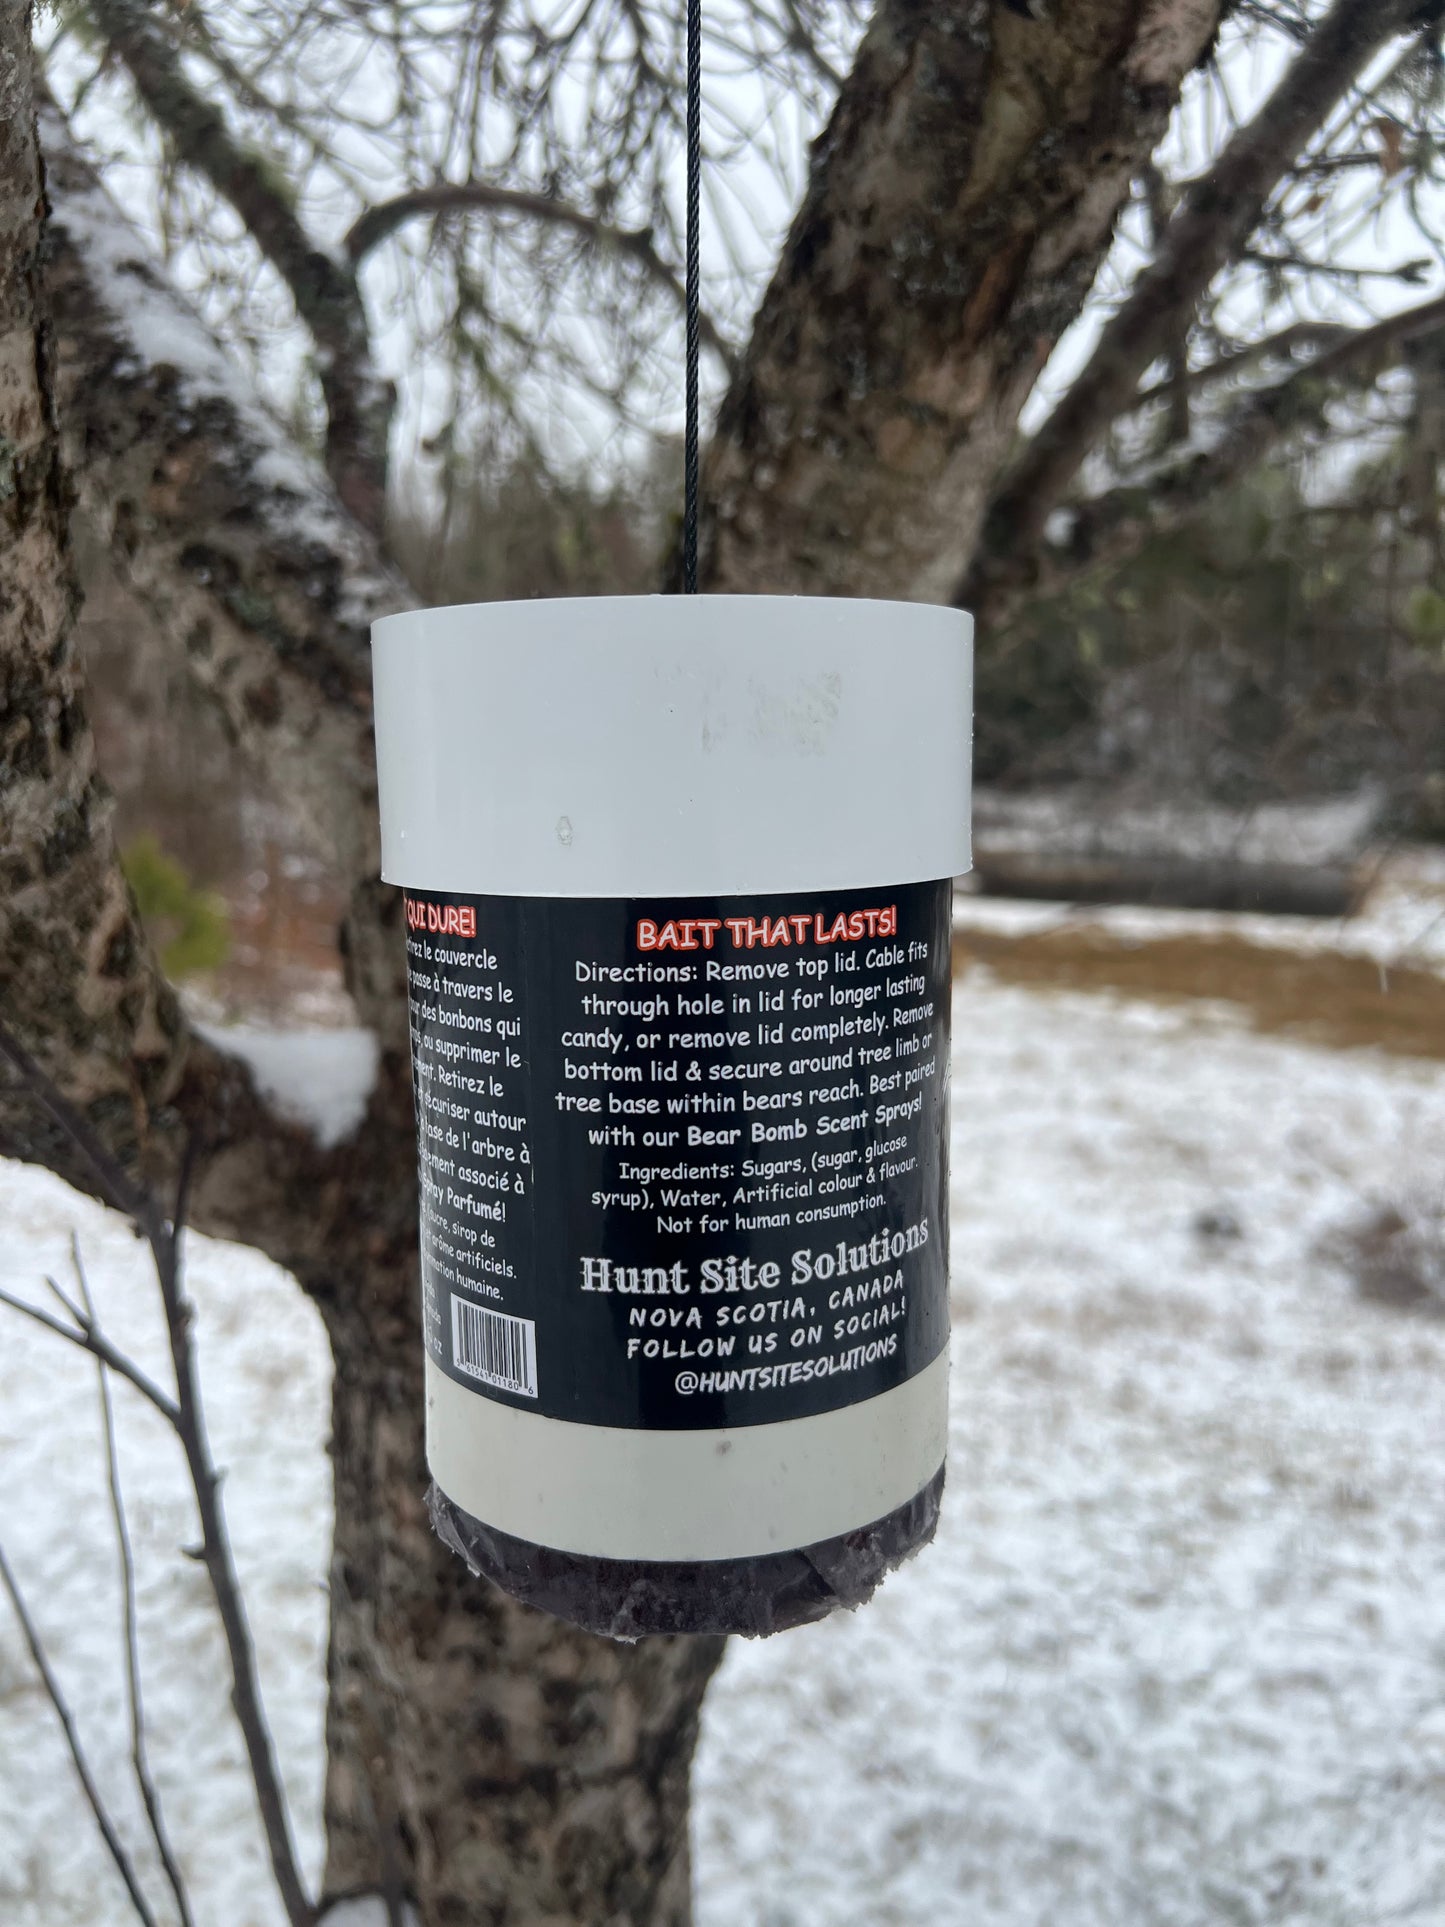 QUI DURE!
le couvercle
passe à travers le
des bonbons qui
ou supprimer le
Retirez le
sécuriser autour
base de l'arbre à
associé à
Spray Parfumé!
sirop de
arôme artificiels.
humaine.
OZ
BAIT THAT LASTS!
Directions: Remove top lid. Cable fits
through hole in lid for longer lasting
candy, or remove lid completely. Remove
bottom lid & secure around tree limb or
tree base within bears reach. Best paired
with our Bear Bomb Scent Sprays!
Ingredients: Sugars, (sugar, glucose
syrup), Water, Artificial colour & flavour.
Not for human consumption.
Hunt Site Solutions
NOVA SCOTIA, CANADA
FOLLOW US ON SOCIAL!
@HUNTSITESOLUTIONS